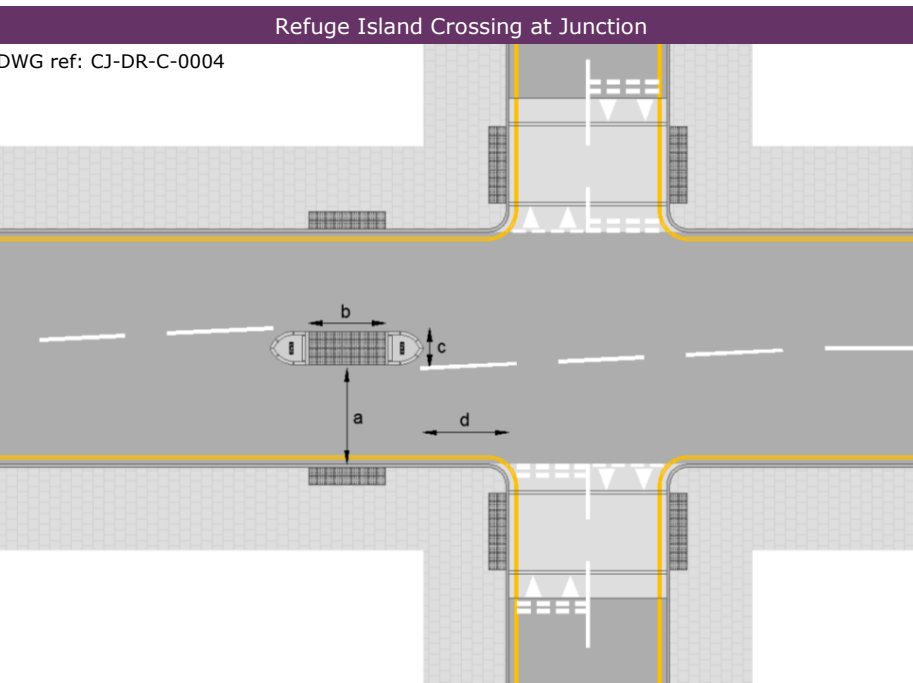 Refuge Island Crossing at Junction
DWG ref: CJ-DR-C-0004
b
c
a
d